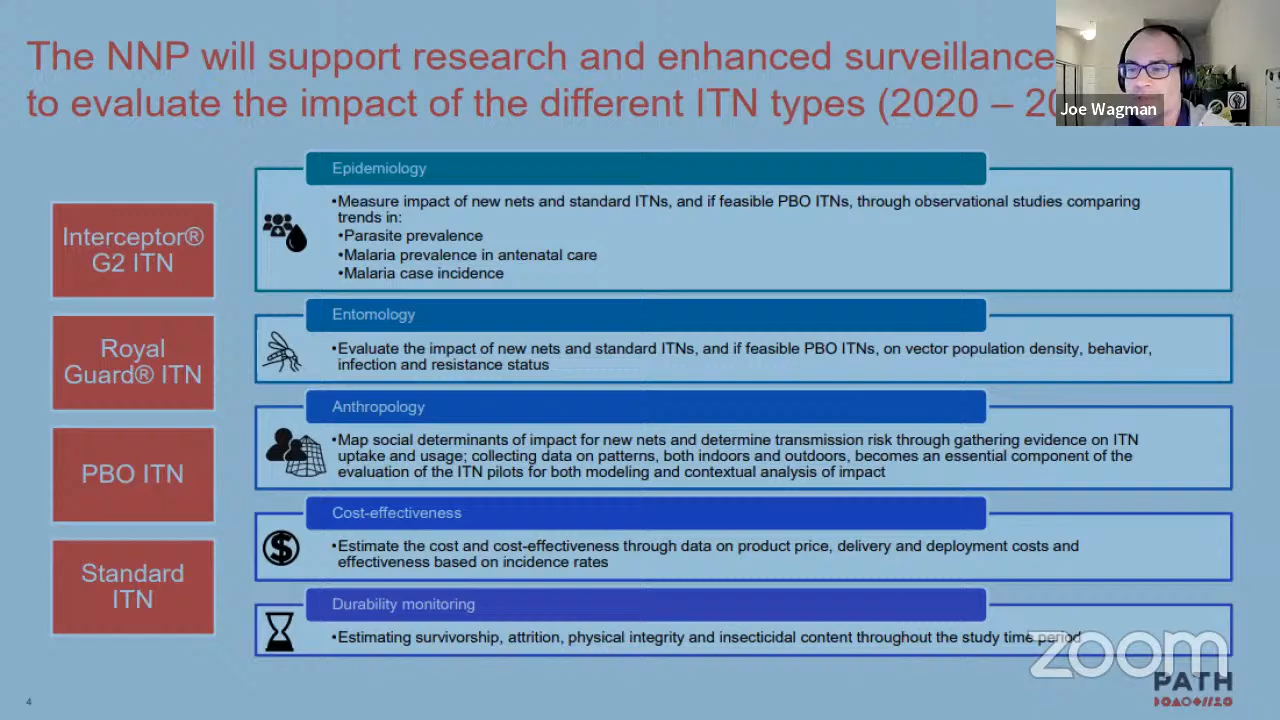 The NNP will support research and enhanced surveillance
to evaluate the impact of the different ITN types (2020 – 20
Joe Wagman
Interceptor®
G2 ITN
Royal
Guard® ITN
PBO ITN
Standard
ITN
Epidemiology
•Measure impact of new nets and standard ITNs, and if feasible PBO ITNs, through observational studies comparing
trends in:
•Parasite prevalence
•Malaria prevalence in antenatal care
•Malaria case incidence
Entomology
•Evaluate the impact of new nets and standard ITNs, and if feasible PBO ITNs, on vector population density, behavior,
infection and resistance status
Anthropology
•Map social determinants of impact for new nets and determine transmission risk through gathering evidence on ITN
uptake and usage; collecting data on patterns, both indoors and outdoors, becomes an essential component of the
evaluation of the ITN pilots for both modeling and contextual analysis of impact
Cost-effectiveness
•Estimate the cost and cost-effectiveness through data on product price, delivery and deployment costs and
effectiveness based on incidence rates
Durability monitoring
•Estimating survivorship, attrition, physical integrity and insecticidal content throughout the study time period
zoom
PATH
4